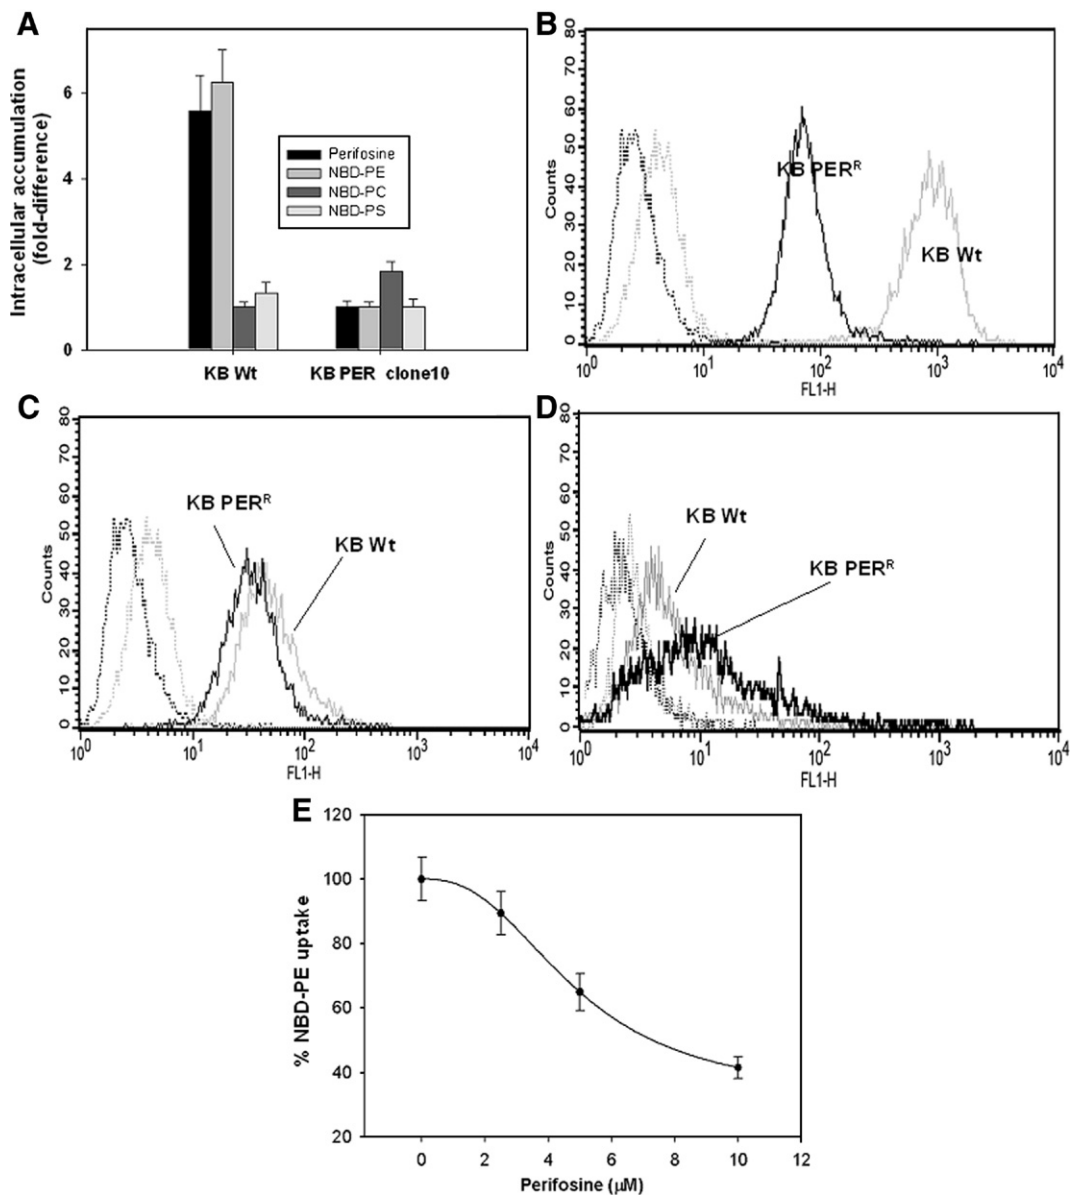 A
Intracellular accumulation
(fold-difference)
6
4
2
0
Perifosine
NBD-PE
NBD-PC
NBD-PS
KB Wt
KB PER clone10
B
Counts
80
70
60
50
40
30
20
10
0
KB PERᴿ
KB Wt
10⁰ 10¹ 10² 10³ 10⁴
FL1-H
C
Counts
80
70
60
50
40
30
20
10
0
KB PERᴿ
KB Wt
10⁰ 10¹ 10² 10³ 10⁴
FL1-H
D
Counts
80
70
60
50
40
30
20
10
0
KB Wt
KB PERᴿ
10⁰ 10¹ 10² 10³ 10⁴
FL1-H
E
% NBD-PE uptake
120
100
80
60
40
20
0 2 4 6 8 10 12
Perifosine (µM)